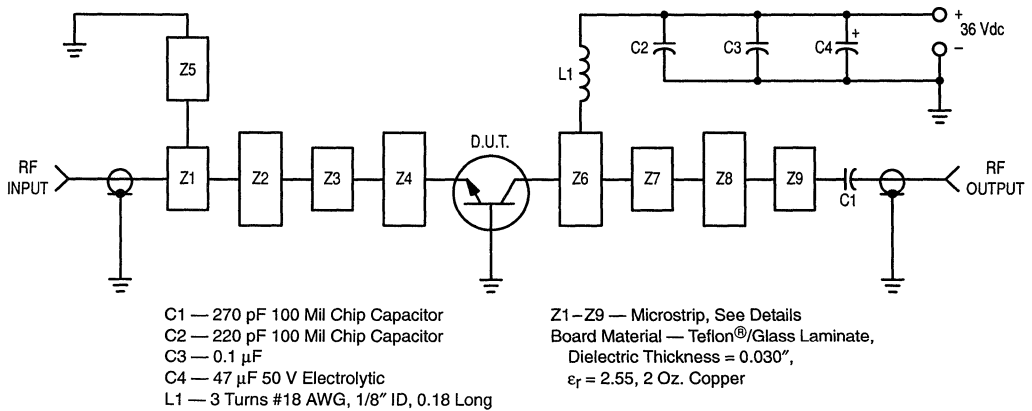 +
36 Vdc
−
C2
C3
C4
+
L1
Z5
D.U.T.
RF
INPUT
Z1
Z2
Z3
Z4
Z6
Z7
Z8
Z9
C1
RF
OUTPUT
C1 — 270 pF 100 Mil Chip Capacitor
C2 — 220 pF 100 Mil Chip Capacitor
C3 — 0.1 μF
C4 — 47 μF 50 V Electrolytic
L1 — 3 Turns #18 AWG, 1/8″ ID, 0.18 Long
Z1–Z9 — Microstrip, See Details
Board Material — Teflon®/Glass Laminate,
Dielectric Thickness = 0.030″,
εr = 2.55, 2 Oz. Copper